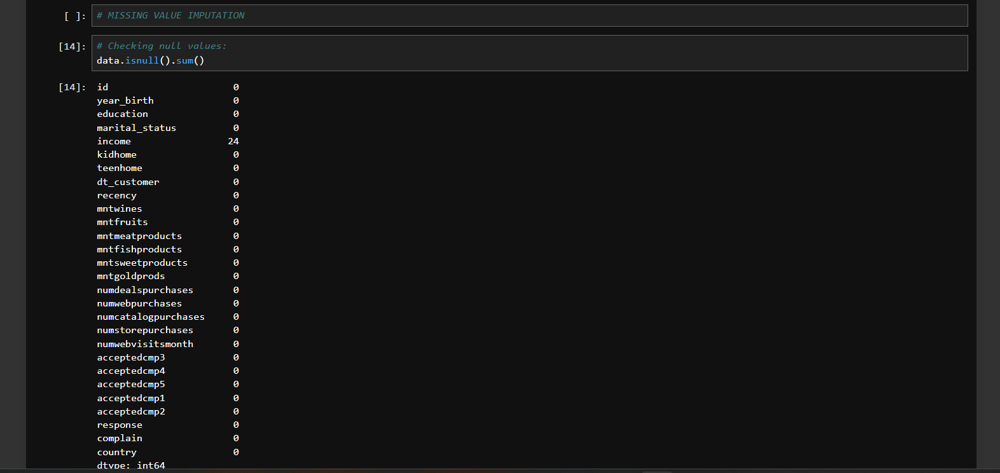 [ ]: # MISSING VALUE IMPUTATION
[14]: # Checking null values:
data.isnull().sum()
[14]: id 0
year_birth 0
education 0
marital_status 0
income 24
kidhome 0
teenhome 0
dt_customer 0
recency 0
mntwines 0
mntfruits 0
mntmeatproducts 0
mntfishproducts 0
mntsweetproducts 0
mntgoldprods 0
numdealspurchases 0
numwebpurchases 0
numcatalogpurchases 0
numstorepurchases 0
numwebvisitsmonth 0
acceptedcmp3 0
acceptedcmp4 0
acceptedcmp5 0
acceptedcmp1 0
acceptedcmp2 0
response 0
complain 0
country 0
dtype: int64